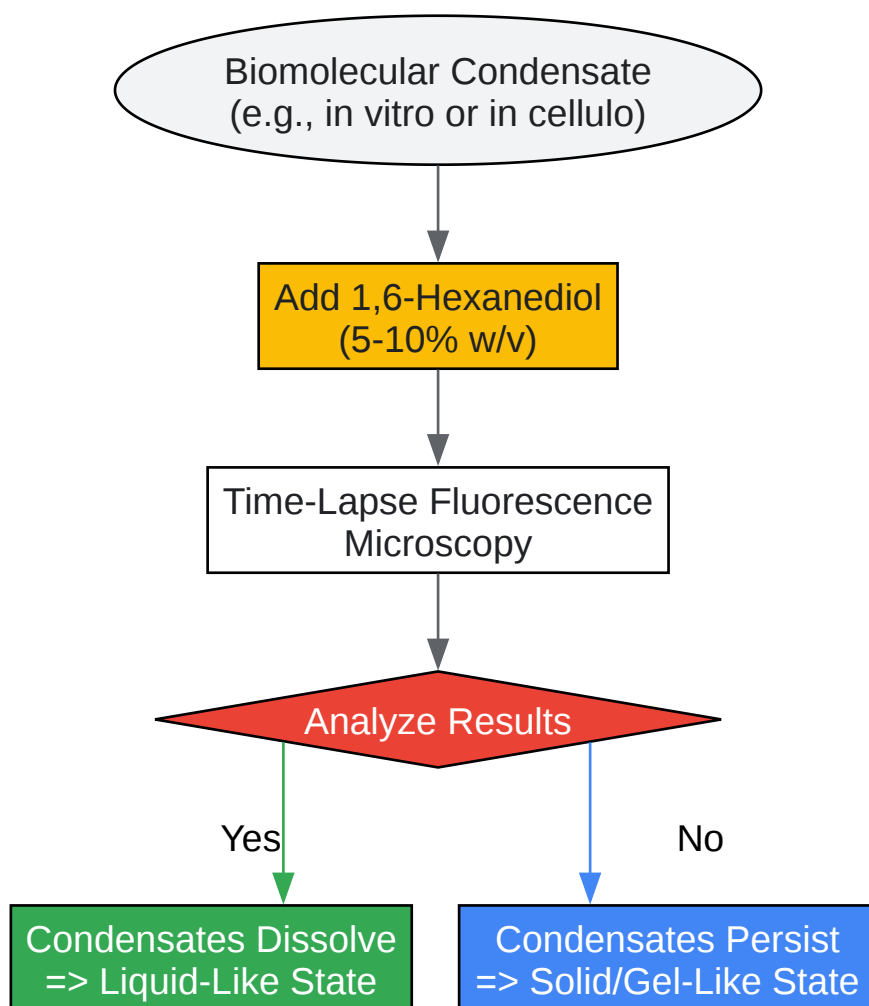 Biomolecular Condensate
(e.g., in vitro or in cellulo)
Add 1,6-Hexanediol
(5-10% w/v)
Time-Lapse Fluorescence
Microscopy
Analyze Results
Yes
No
Condensates Dissolve
=> Liquid-Like State
Condensates Persist
=> Solid/Gel-Like State